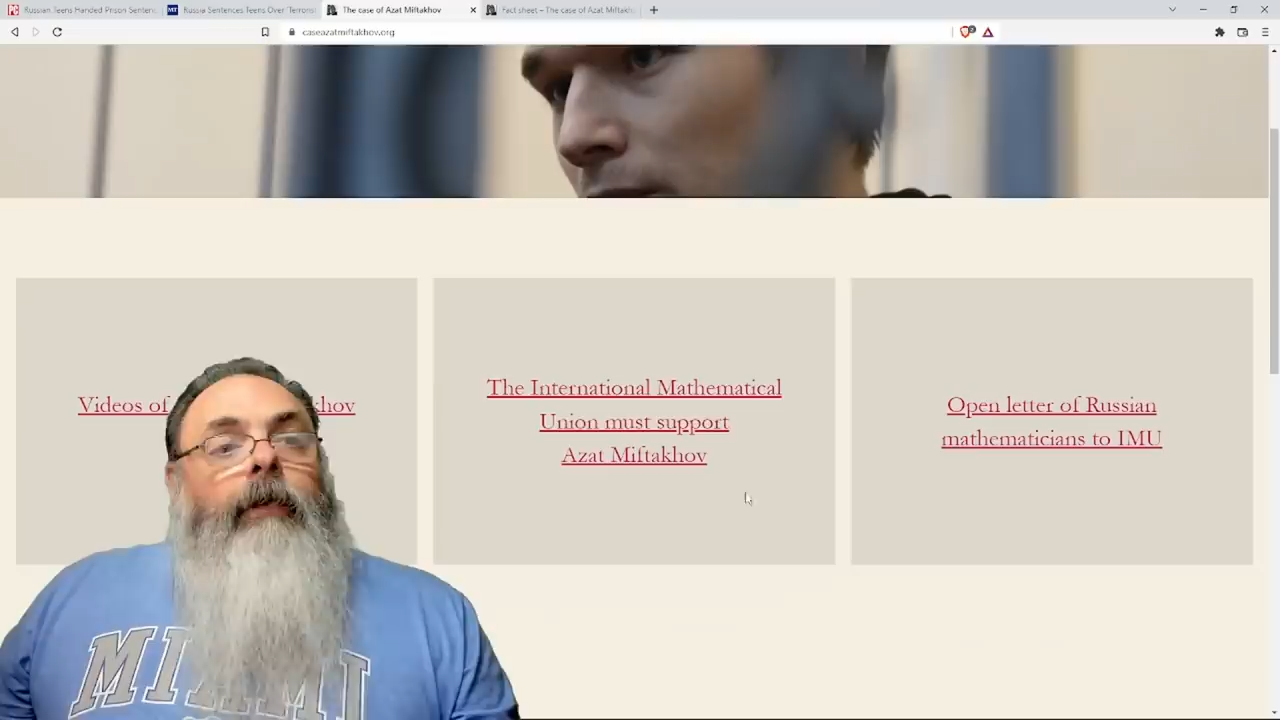 Russian Teens Handed Prison Senten
Russia Sentences Teens Over 'Terroris
The case of Azat Miftakhov
Fact sheet – The case of Azat Miftakh
caseazatmiftakhov.org
Videos of
khov
The International Mathematical
Union must support
Azat Miftakhov
Open letter of Russian
mathematicians to IMU
MIAMI